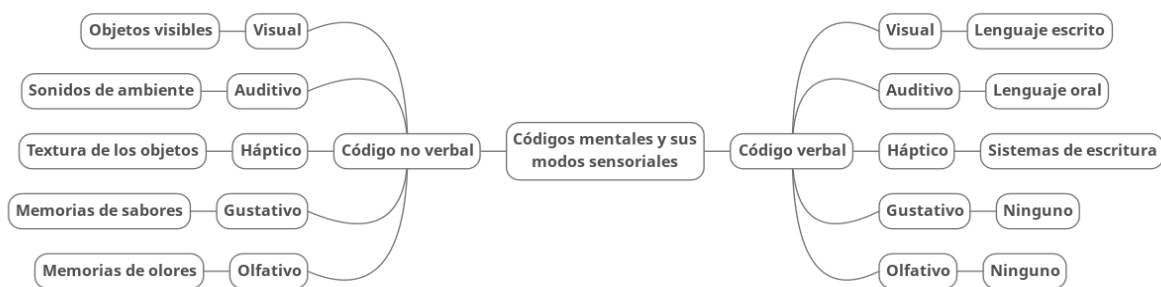 Códigos mentales y sus
modos sensoriales
Código no verbal
Visual
Objetos visibles
Auditivo
Sonidos de ambiente
Háptico
Textura de los objetos
Gustativo
Memorias de sabores
Olfativo
Memorias de olores
Código verbal
Visual
Lenguaje escrito
Auditivo
Lenguaje oral
Háptico
Sistemas de escritura
Gustativo
Ninguno
Olfativo
Ninguno